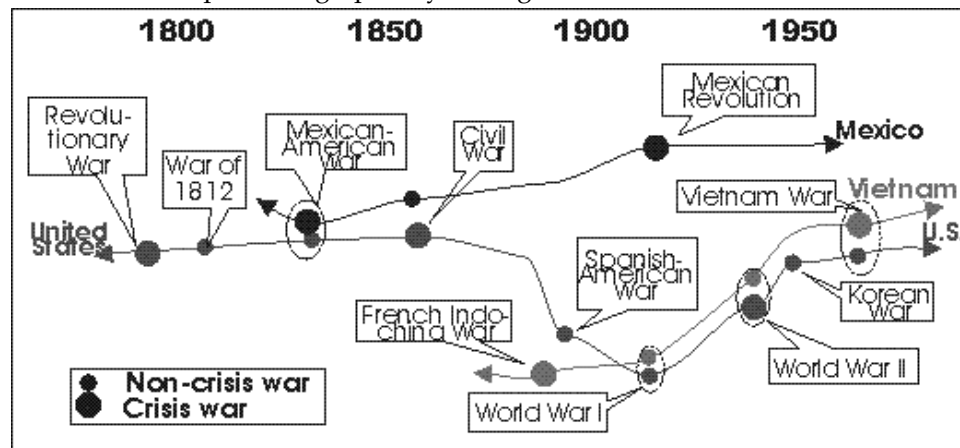 1800 1850 1900 1950
Revolu-
tionary
War
War of
1812
Mexican-
American
War
Civil
War
Mexican
Revolution
Mexico
Vietnam War
Vietnam
United
States
U.S.
Spanish-
American
War
Korean
War
French Indo-
china War
World War II
World War I
Non-crisis war
Crisis war